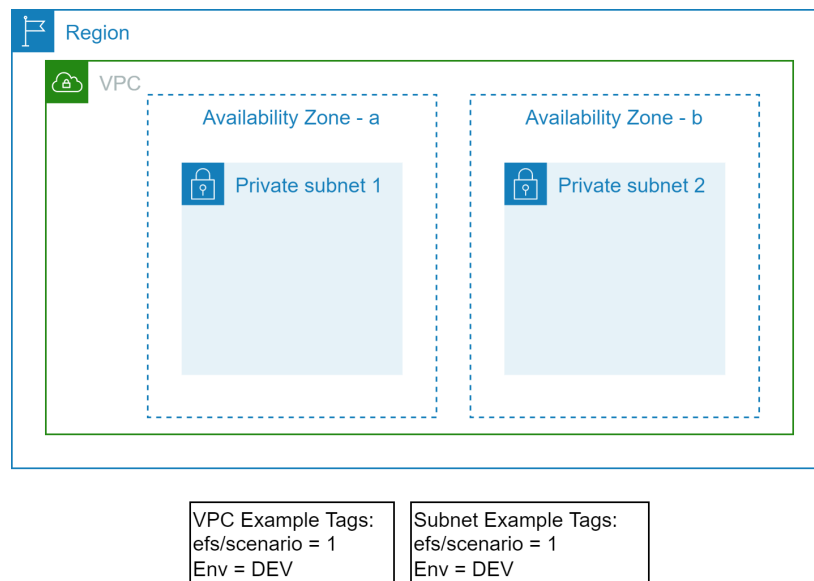 Region
VPC
Availability Zone - a
Availability Zone - b
Private subnet 1
Private subnet 2
VPC Example Tags:
efs/scenario = 1
Env = DEV
Subnet Example Tags:
efs/scenario = 1
Env = DEV